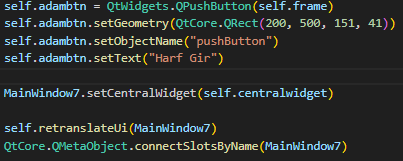 self.adambtn = QtWidgets.QPushButton(self.frame)
self.adambtn.setGeometry(QtCore.QRect(200, 500, 151, 41))
self.adambtn.setObjectName("pushButton")
self.adambtn.setText("Harf Gir")
MainWindow7.setCentralWidget(self.centralwidget)
self.retranslateUi(MainWindow7)
QtCore.QMetaObject.connectSlotsByName(MainWindow7)